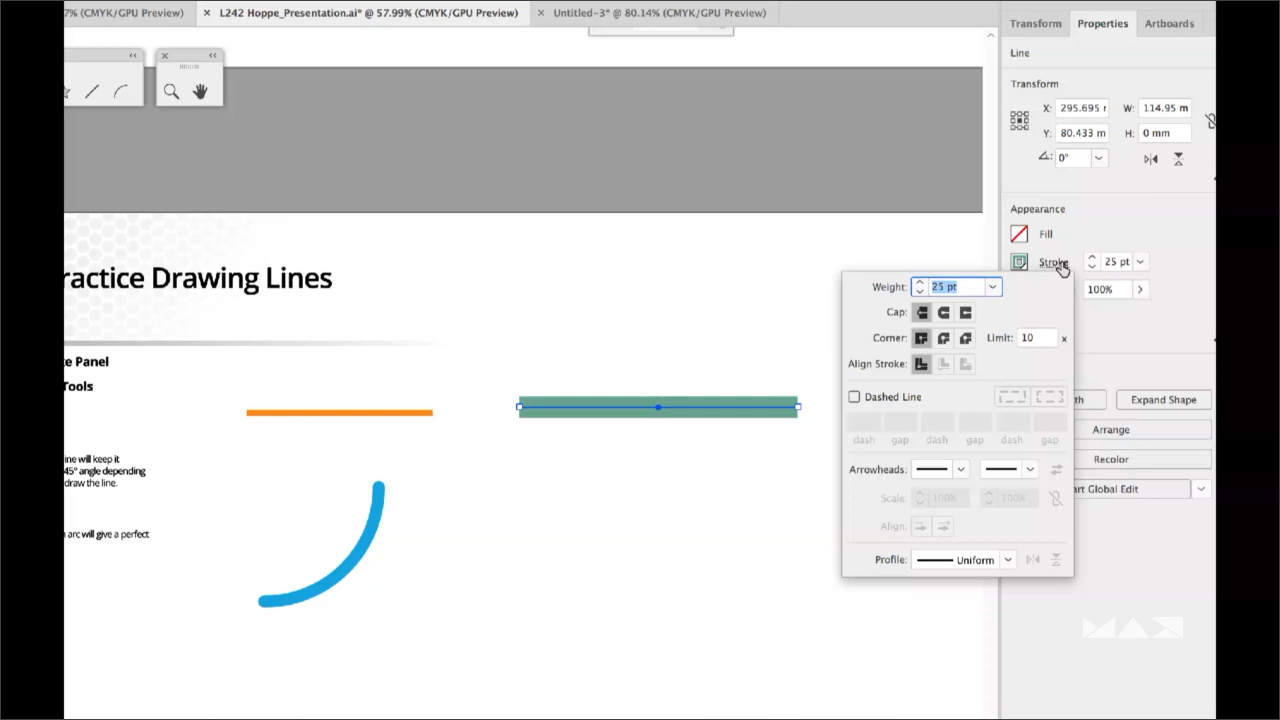 7% (CMYK/GPU Preview)
× L242 Hoppe_Presentation.ai* @ 57.99% (CMYK/GPU Preview)
× Untitled-3* @ 80.14% (CMYK/GPU Preview)
Transform Properties Artboards
Line
Transform
X: 295.695 W: 114.95 m
Y: 80.433 m H: 0 mm
0°
Appearance
Fill
Stroke 25 pt
100%
Weight: 25 pt
Cap:
Corner: Limit: 10 x
Align Stroke:
Dashed Line
dash gap dash gap dash gap
Arrowheads:
Scale: 100% 100%
Align:
Profile: Uniform
th Expand Shape
Arrange
Recolor
art Global Edit
ractice Drawing Lines
Panel
Tools
ine will keep it
45° angle depending
draw the line.
arc will give a perfect
MAX